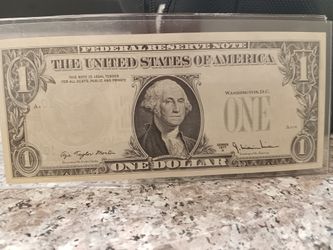 FEDERAL RESERVE NOTE
THE UNITED STATES OF AMERICA
1
1
THIS NOTE IS LEGAL TENDER
FOR ALL DEBTS, PUBLIC AND PRIVATE
WASHINGTON, D.C.
ONE
1
ONE DOLLAR
1